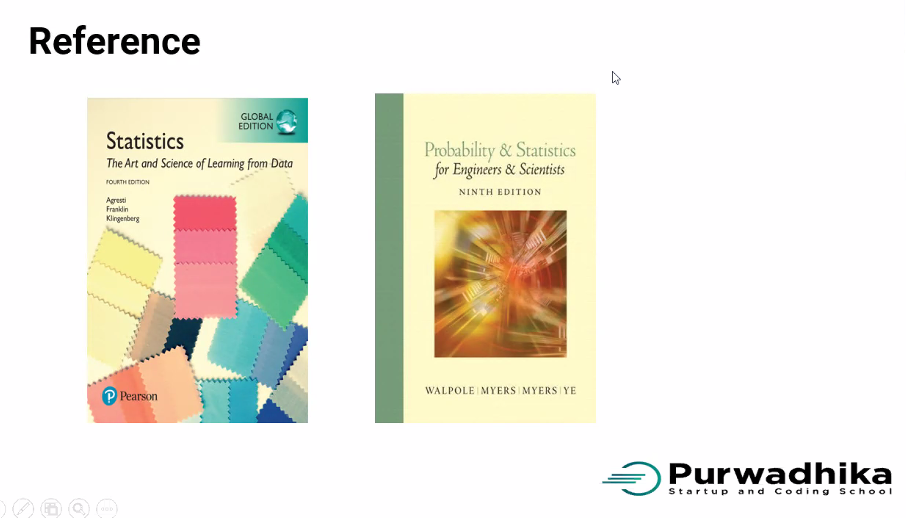 Reference
GLOBAL
EDITION
Statistics
The Art and Science of Learning from Data
FOURTH EDITION
Agresti
Franklin
Klingenberg
Pearson
Probability & Statistics
for Engineers & Scientists
NINTH EDITION
WALPOLE | MYERS | MYERS | YE
Purwadhika
Startup and Coding School